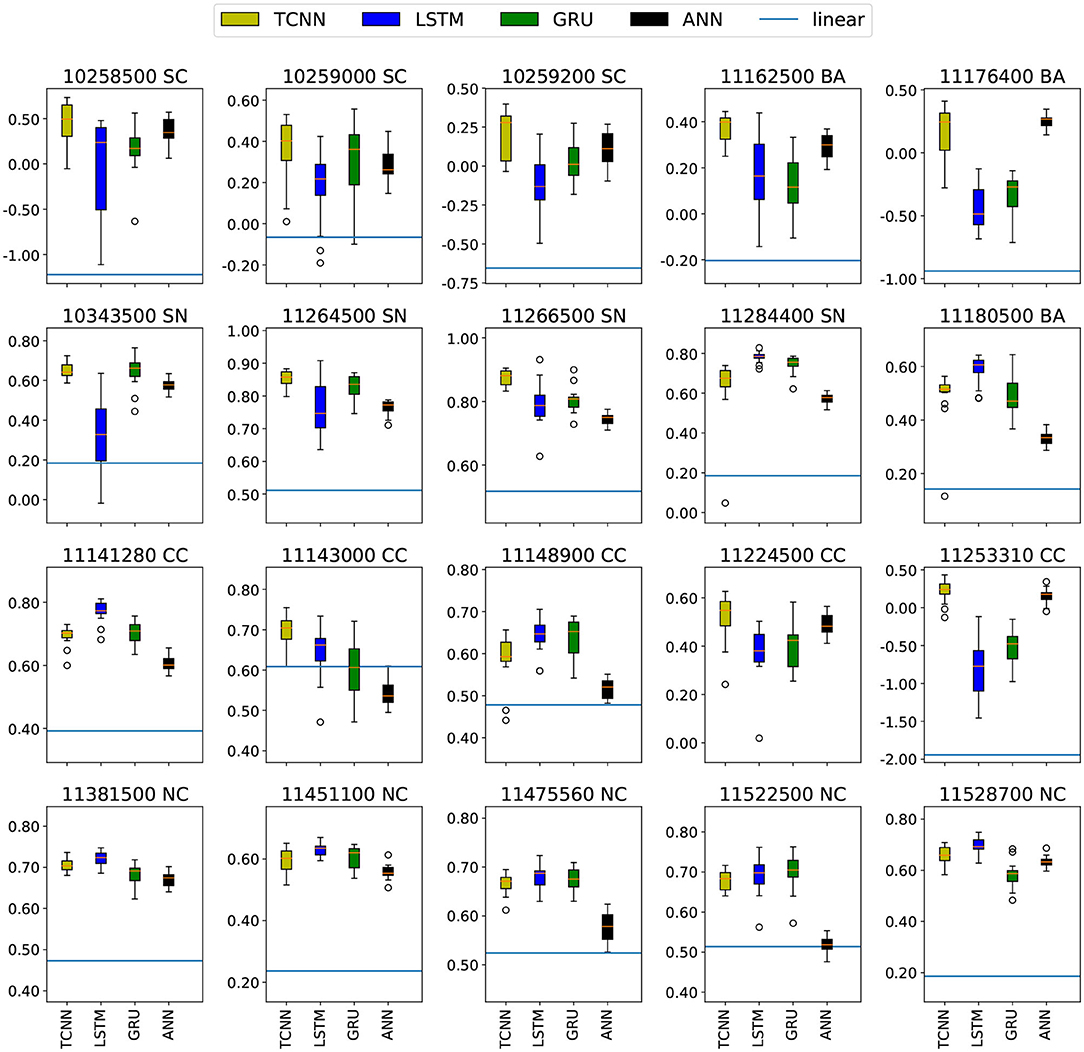 TCNN LSTM GRU ANN linear
10258500 SC 10259000 SC 10259200 SC 11162500 BA 11176400 BA
0.50 0.00 -0.50 -1.00
0.60 0.40 0.20 0.00 -0.20
0.50 0.25 0.00 -0.25 -0.50 -0.75
0.40 0.20 0.00 -0.20
0.50 0.00 -0.50 -1.00
10343500 SN 11264500 SN 11266500 SN 11284400 SN 11180500 BA
0.80 0.60 0.40 0.20 0.00
1.00 0.90 0.80 0.70 0.60 0.50
1.00 0.80 0.60
0.80 0.60 0.40 0.20 0.00
0.60 0.40 0.20
11141280 CC 11143000 CC 11148900 CC 11224500 CC 11253310 CC
0.80 0.60 0.40
0.80 0.70 0.60 0.50 0.40
0.80 0.70 0.60 0.50 0.40
0.60 0.40 0.20 0.00
0.50 0.00 -0.50 -1.00 -1.50 -2.00
11381500 NC 11451100 NC 11475560 NC 11522500 NC 11528700 NC
0.80 0.70 0.60 0.50 0.40
0.60 0.40 0.20
0.80 0.70 0.60 0.50
0.80 0.70 0.60 0.50 0.40
0.80 0.60 0.40 0.20
TCNN LSTM GRU ANN TCNN LSTM GRU ANN TCNN LSTM GRU ANN TCNN LSTM GRU ANN TCNN LSTM GRU ANN